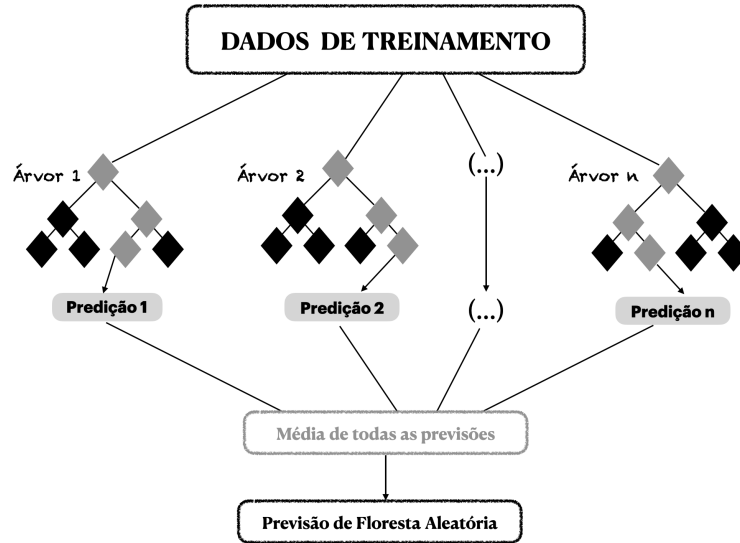 DADOS DE TREINAMENTO
Árvor 1
Árvor 2
(...)
Árvor n
Predição 1
Predição 2
(...)
Predição n
Média de todas as previsões
Previsão de Floresta Aleatória